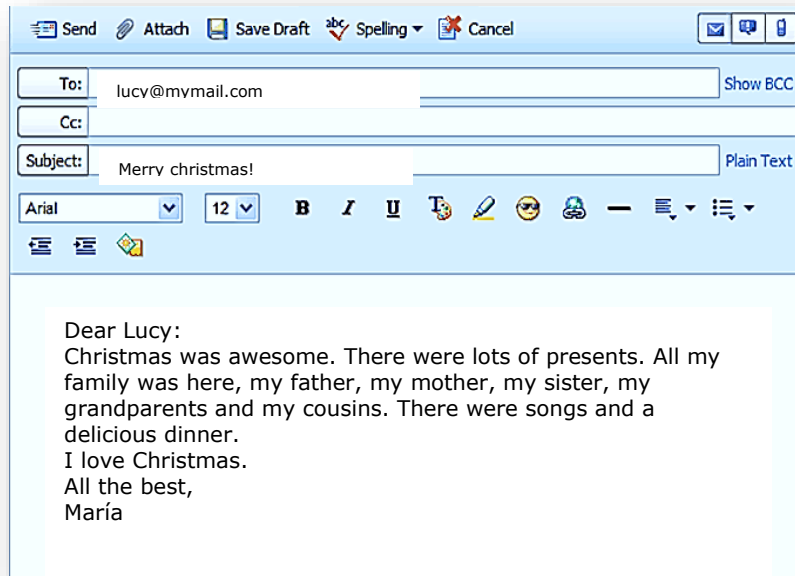 Send Attach Save Draft Spelling Cancel
To: lucy@mymail.com Show BCC
Cc:
Subject: Merry christmas! Plain Text
Arial 12 B I U
Dear Lucy:
Christmas was awesome. There were lots of presents. All my
family was here, my father, my mother, my sister, my
grandparents and my cousins. There were songs and a
delicious dinner.
I love Christmas.
All the best,
María